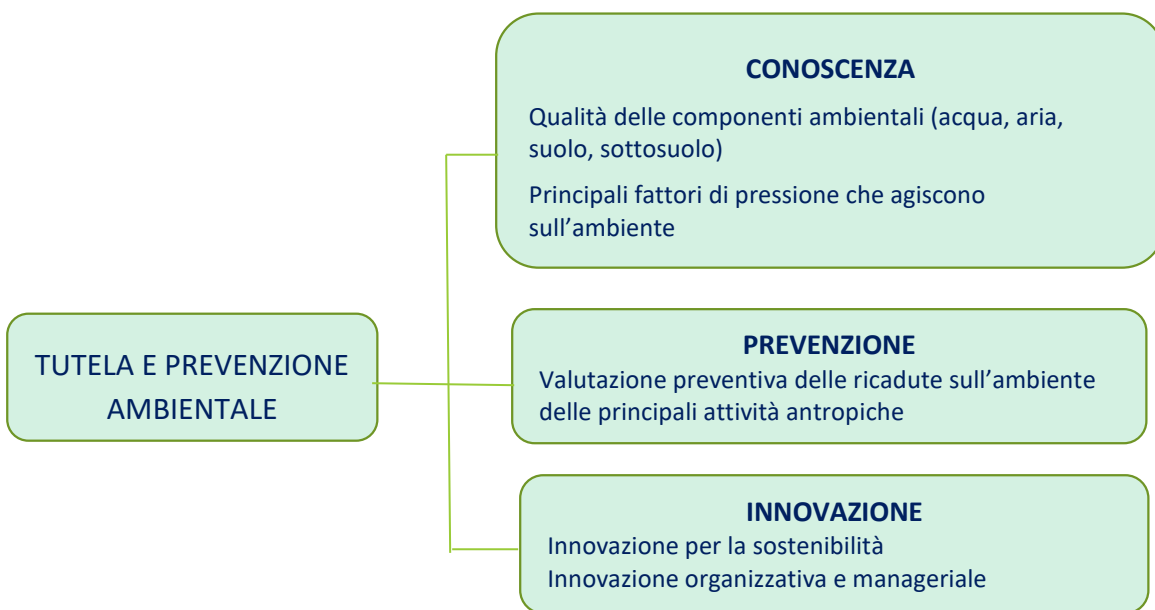 CONOSCENZA
Qualità delle componenti ambientali (acqua, aria,
suolo, sottosuolo)
Principali fattori di pressione che agiscono
sull’ambiente
TUTELA E PREVENZIONE
AMBIENTALE
PREVENZIONE
Valutazione preventiva delle ricadute sull’ambiente
delle principali attività antropiche
INNOVAZIONE
Innovazione per la sostenibilità
Innovazione organizzativa e manageriale